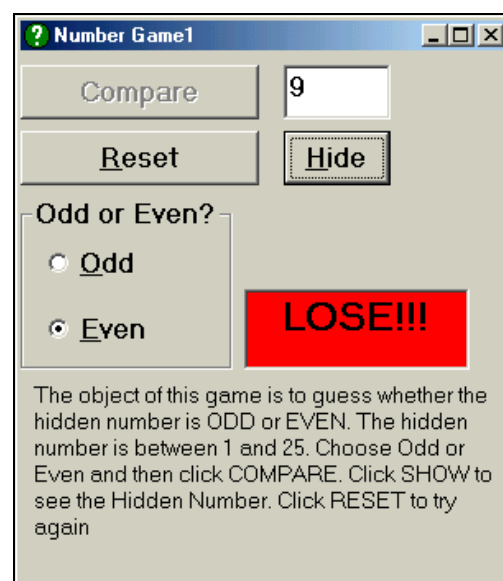 Number Game1
Compare
9
Reset
Hide
Odd or Even?
Odd
Even
LOSE!!!
The object of this game is to guess whether the
hidden number is ODD or EVEN. The hidden
number is between 1 and 25. Choose Odd or
Even and then click COMPARE. Click SHOW to
see the Hidden Number. Click RESET to try
again